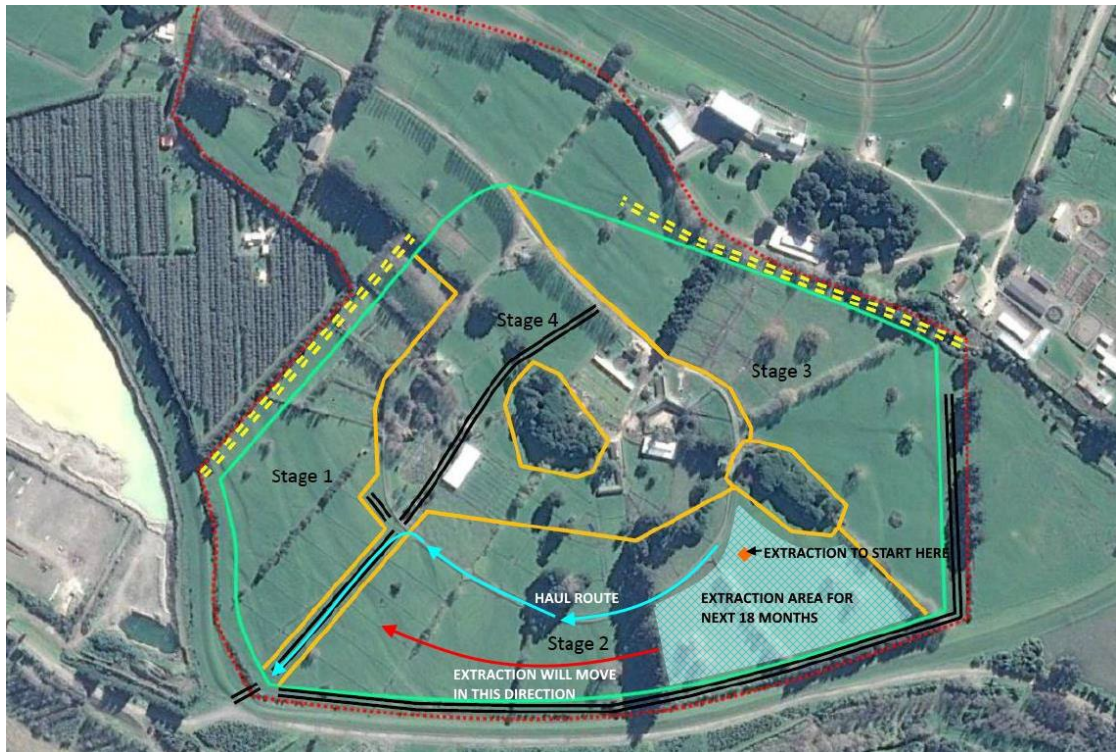 Stage 4
Stage 3
Stage 1
EXTRACTION TO START HERE
HAUL ROUTE
EXTRACTION AREA FOR
NEXT 18 MONTHS
Stage 2
EXTRACTION WILL MOVE
IN THIS DIRECTION